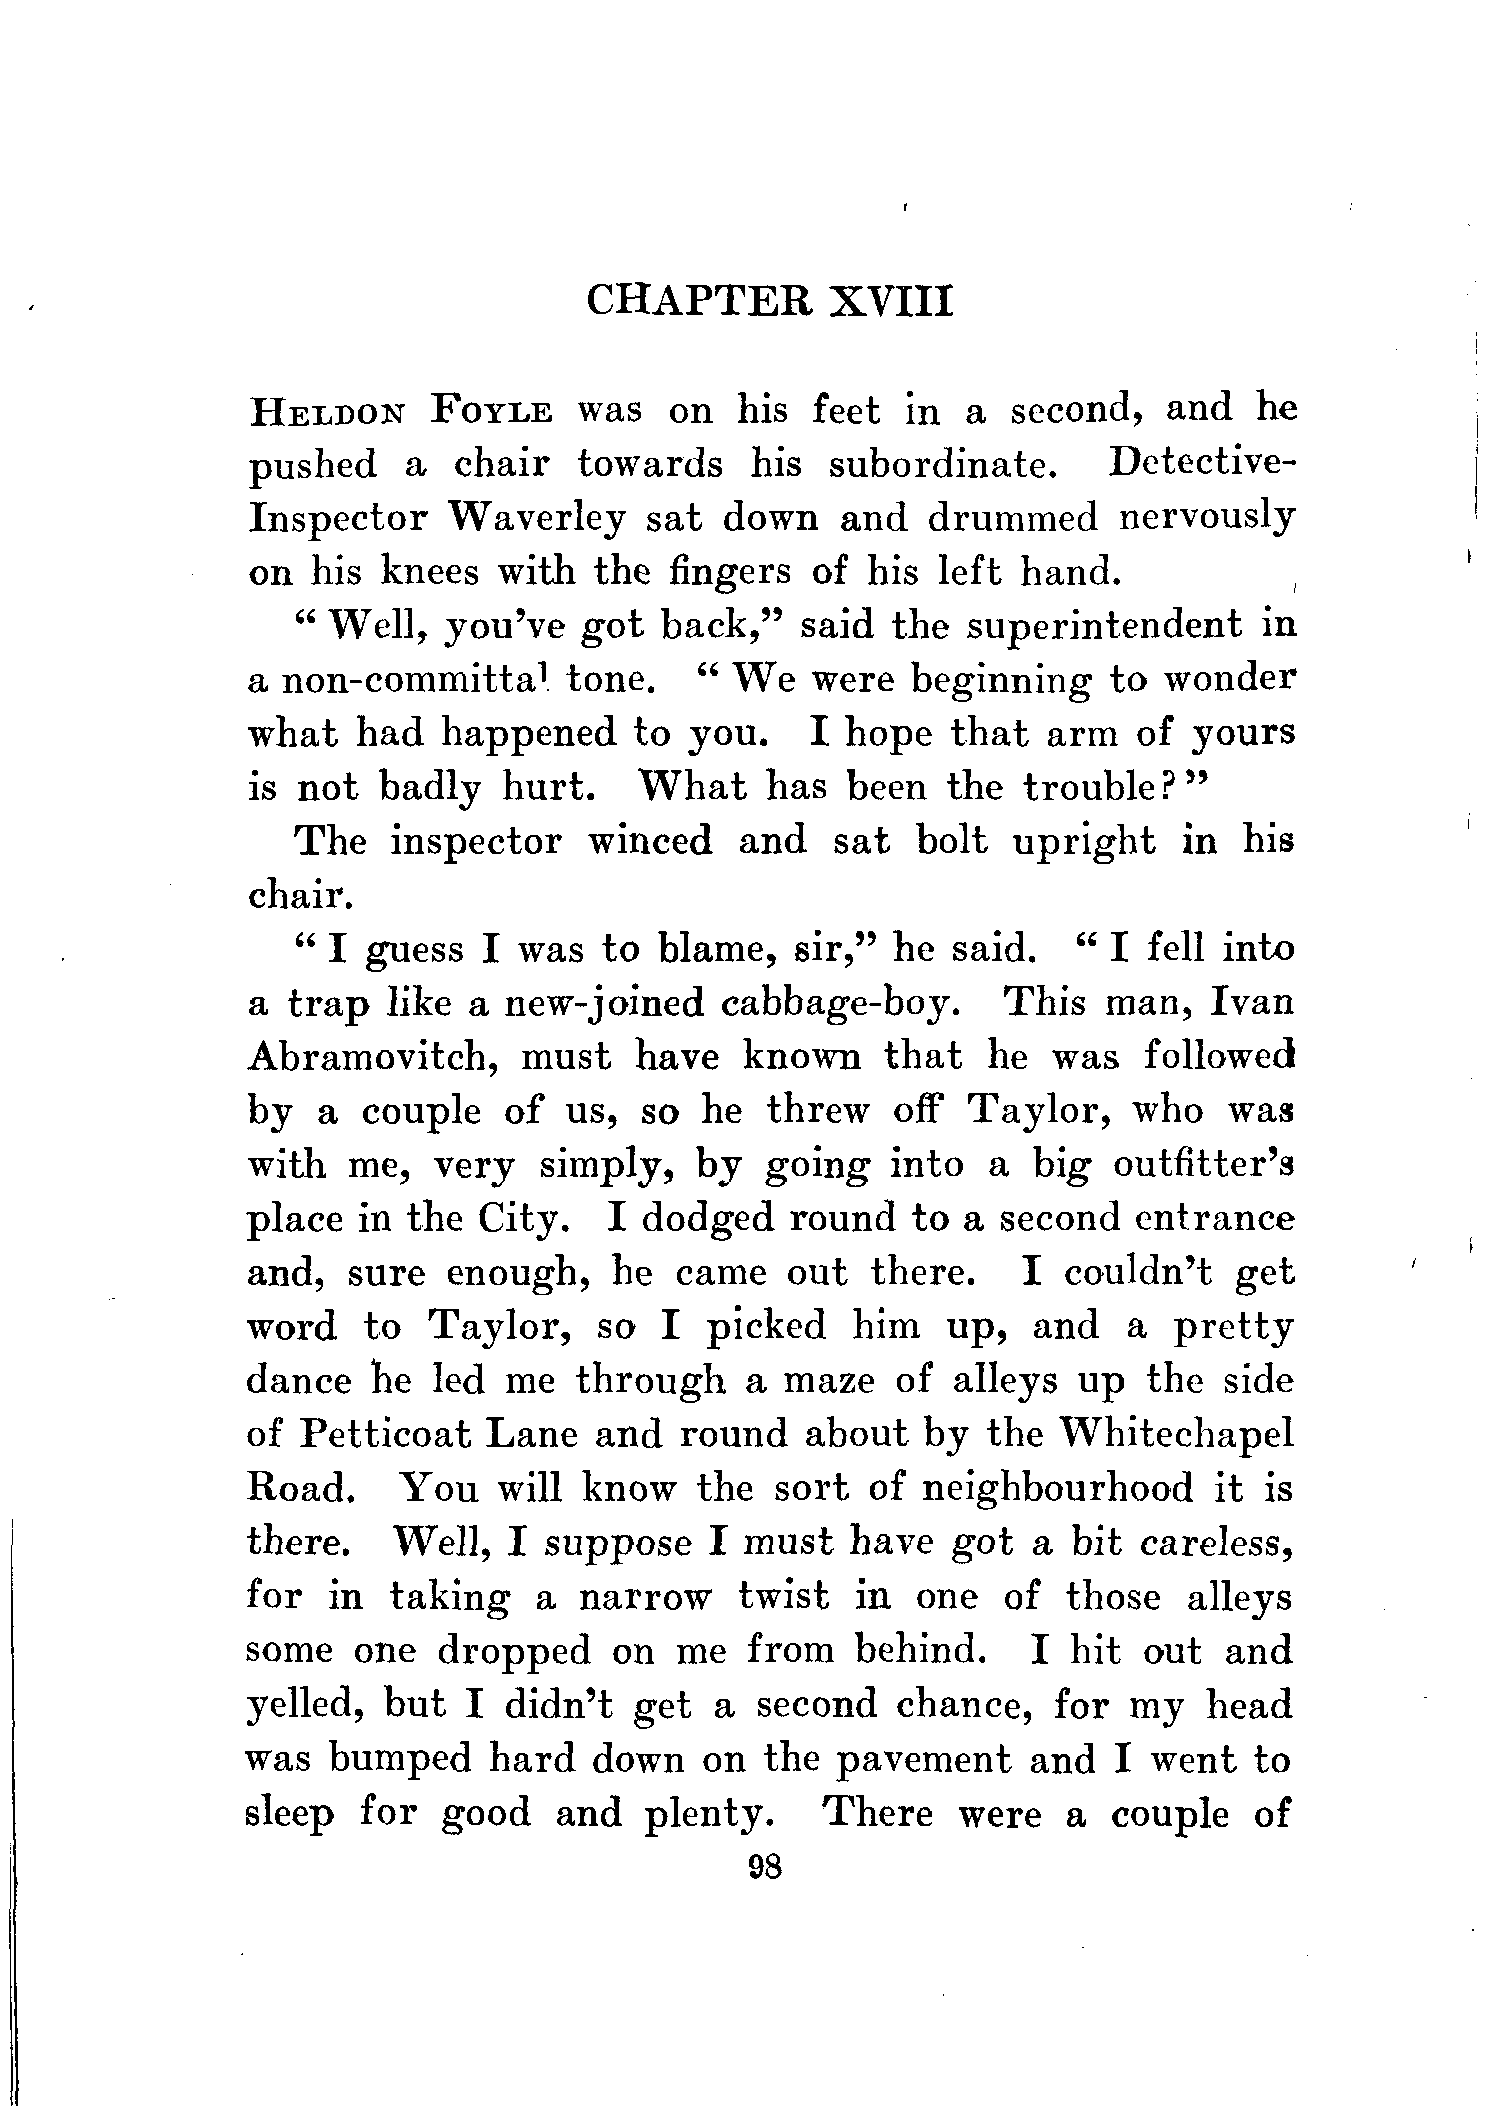 CHAPTER XVIII
HELDON FOYLE was on his feet in a second, and he
pushed a chair towards his subordinate. Detective-
Inspector Waverley sat down and drummed nervously
on his knees with the fingers of his left hand.
“ Well, you’ve got back,” said the superintendent in
a non-committal tone. “ We were beginning to wonder
what had happened to you. I hope that arm of yours
is not badly hurt. What has been the trouble?”
The inspector winced and sat bolt upright in his
chair.
“ I guess I was to blame, sir,” he said. “ I fell into
a trap like a new-joined cabbage-boy. This man, Ivan
Abramovitch, must have known that he was followed
by a couple of us, so he threw off Taylor, who was
with me, very simply, by going into a big outfitter’s
place in the City. I dodged round to a second entrance
and, sure enough, he came out there. I couldn’t get
word to Taylor, so I picked him up, and a pretty
dance he led me through a maze of alleys up the side
of Petticoat Lane and round about by the Whitechapel
Road. You will know the sort of neighbourhood it is
there. Well, I suppose I must have got a bit careless,
for in taking a narrow twist in one of those alleys
some one dropped on me from behind. I hit out and
yelled, but I didn’t get a second chance, for my head
was bumped hard down on the pavement and I went to
sleep for good and plenty. There were a couple of
98